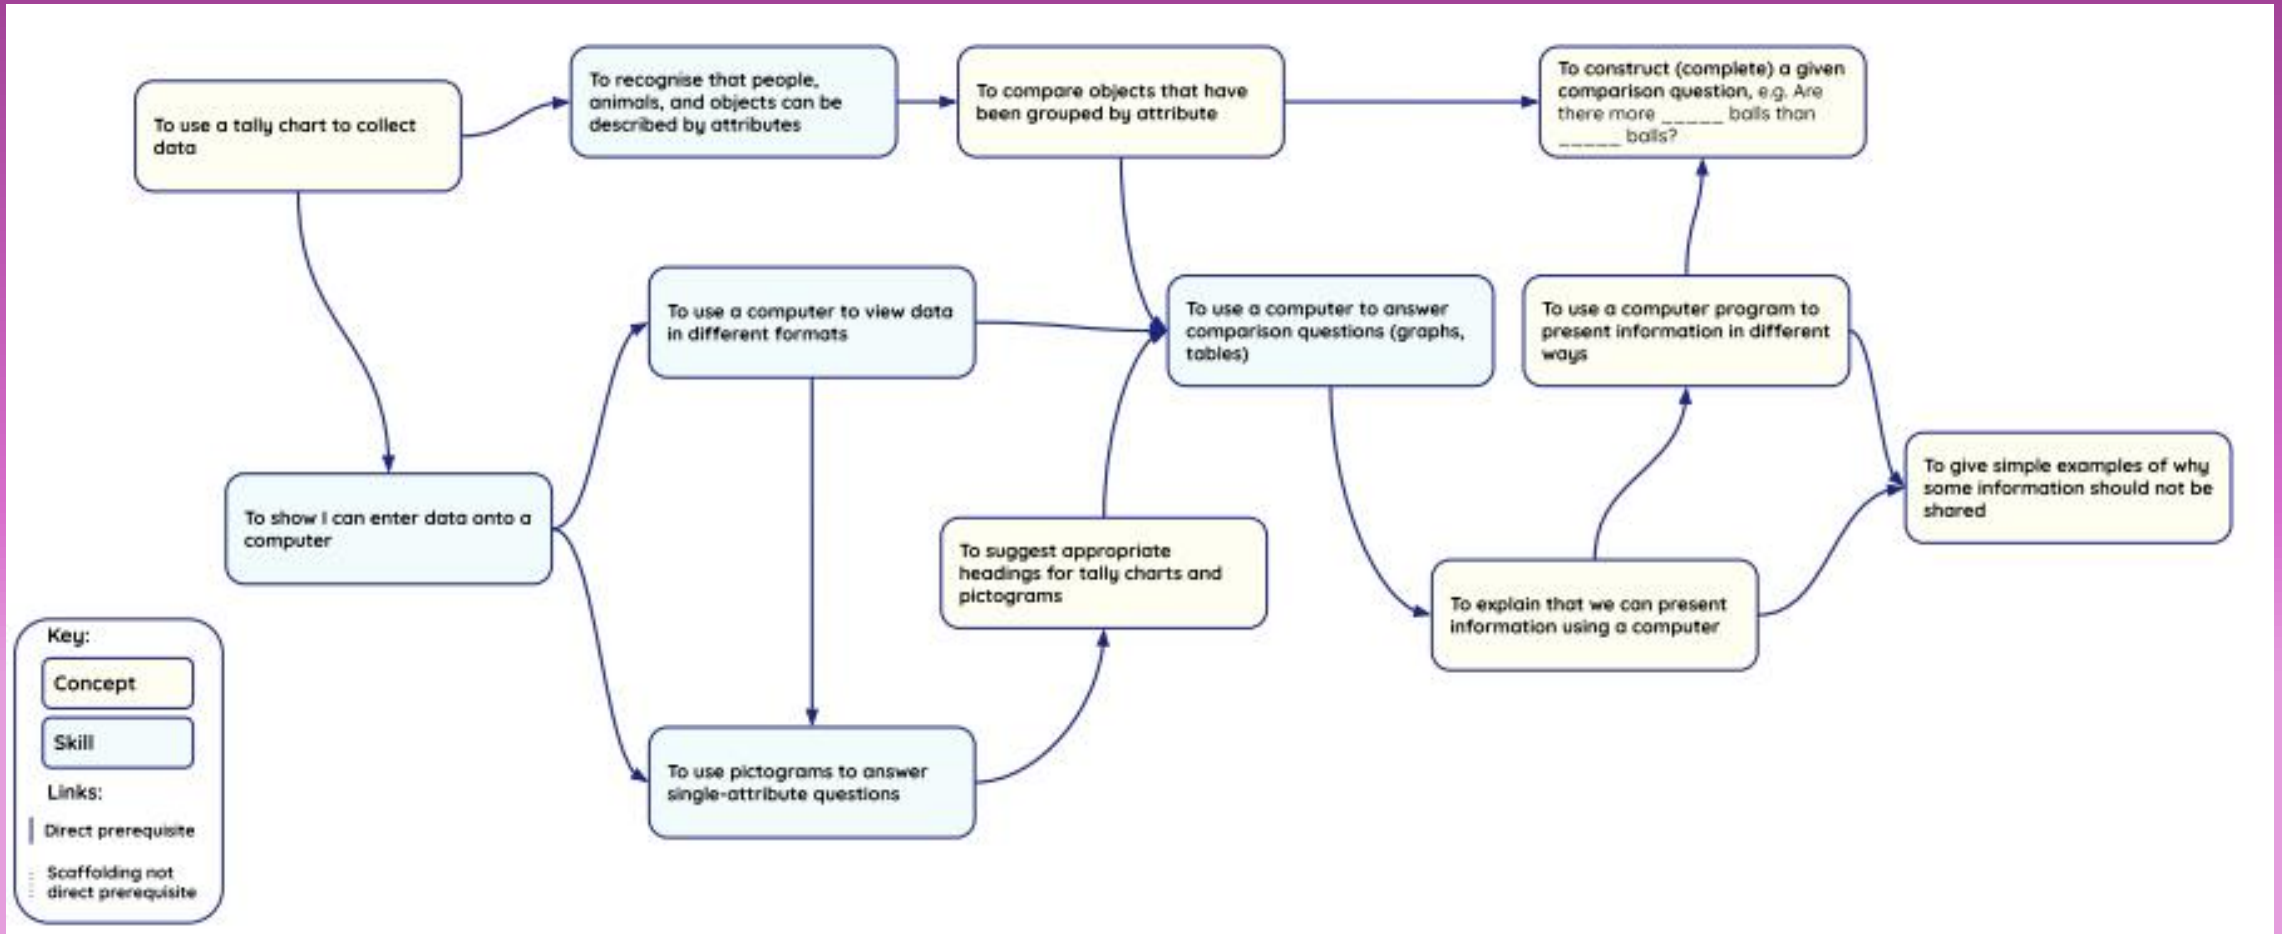 To use a tally chart to collect
data
To recognise that people,
animals, and objects can be
described by attributes
To compare objects that have
been grouped by attribute
To construct (complete) a given
comparison question, e.g. Are
there more _____ balls than
_____ balls?
To use a computer to view data
in different formats
To use a computer to answer
comparison questions (graphs,
tables)
To use a computer program to
present information in different
ways
To give simple examples of why
some information should not be
shared
To show I can enter data onto a
computer
To suggest appropriate
headings for tally charts and
pictograms
To explain that we can present
information using a computer
To use pictograms to answer
single-attribute questions
Key:
Concept
Skill
Links:
Direct prerequisite
Scaffolding not
direct prerequisite